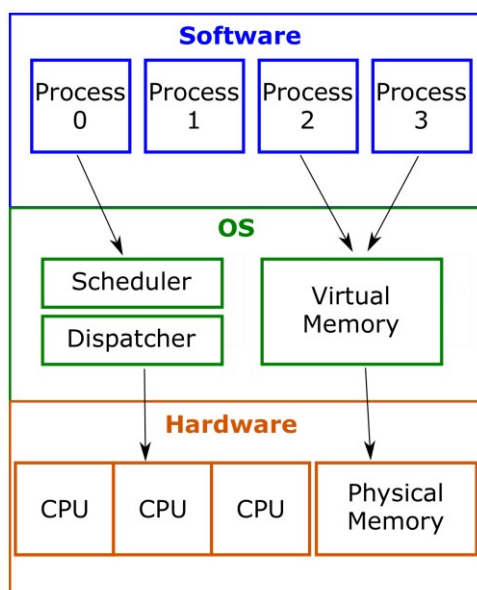 Software
Process
0
Process
1
Process
2
Process
3
OS
Scheduler
Dispatcher
Virtual
Memory
Hardware
CPU
CPU
CPU
Physical
Memory